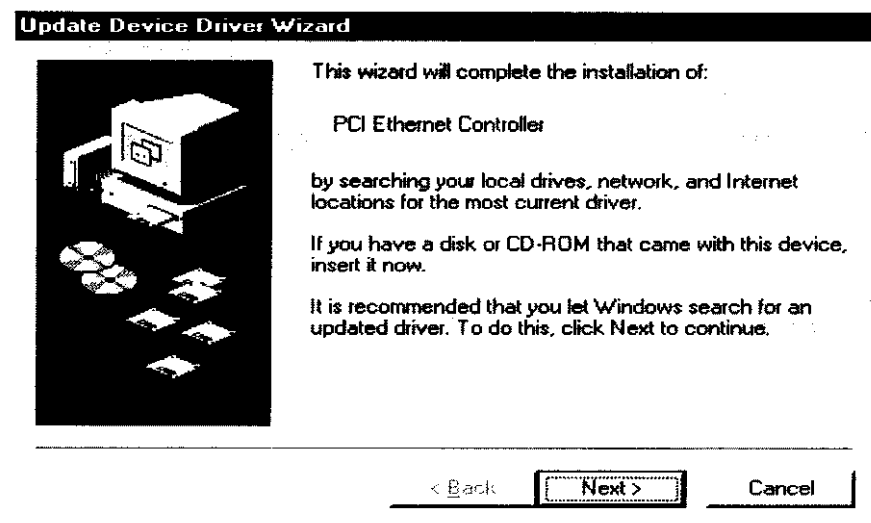 Update Device Driver Wizard
This wizard will complete the installation of:
PCI Ethernet Controller
by searching your local drives, network, and Internet
locations for the most current driver.
If you have a disk or CD-ROM that came with this device,
insert it now.
It is recommended that you let Windows search for an
updated driver. To do this, click Next to continue.
< Back Next > Cancel